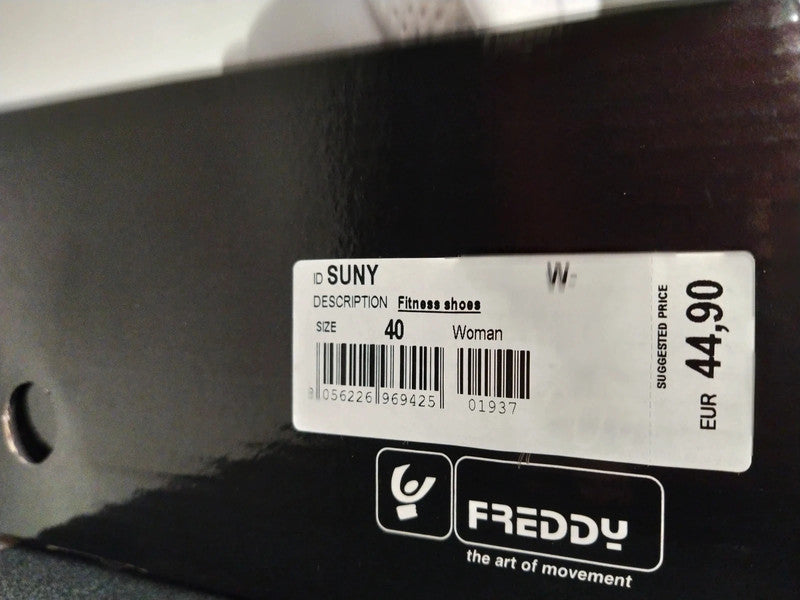 ID SUNY W-
DESCRIPTION Fitness shoes
SIZE 40 Woman
8 056226 969425 01937
SUGGESTED PRICE
EUR 44,90
FREDDY
the art of movement